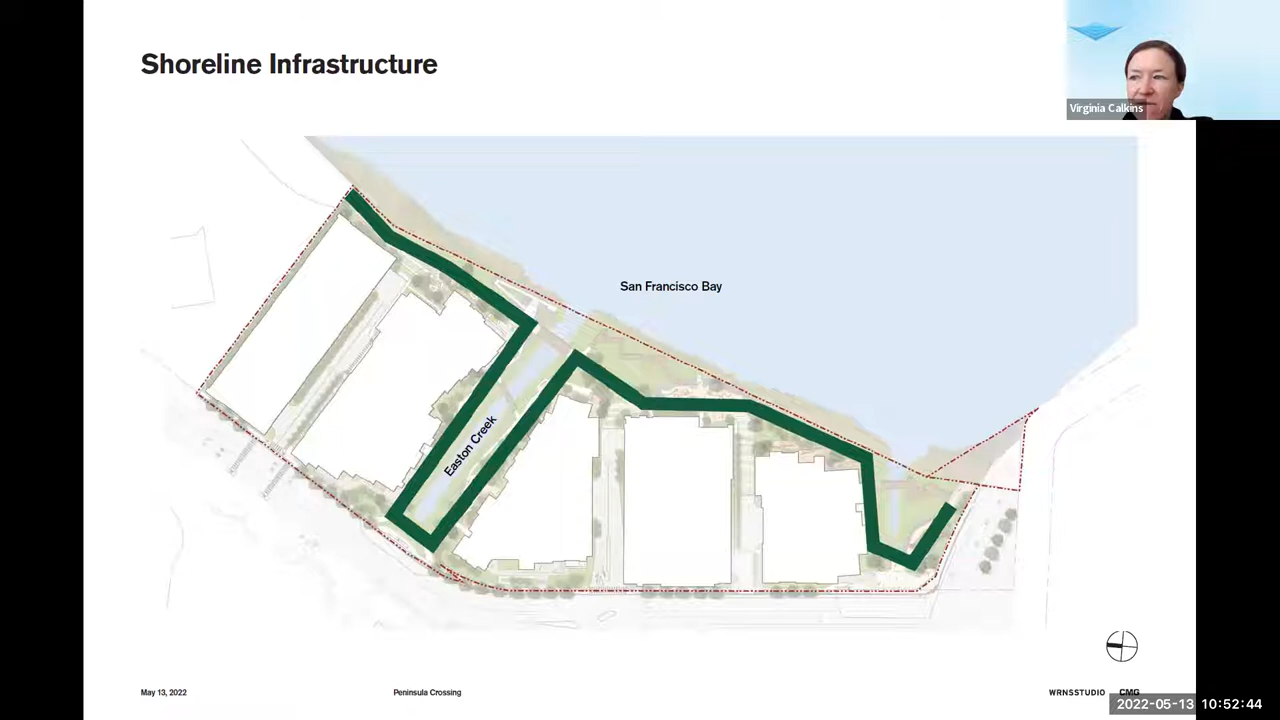 Shoreline Infrastructure
Virginia Calkins
San Francisco Bay
Easton Creek
May 13, 2022
Peninsula Crossing
WRNSSTUDIO
CMG
2022-05-13 10:52:44